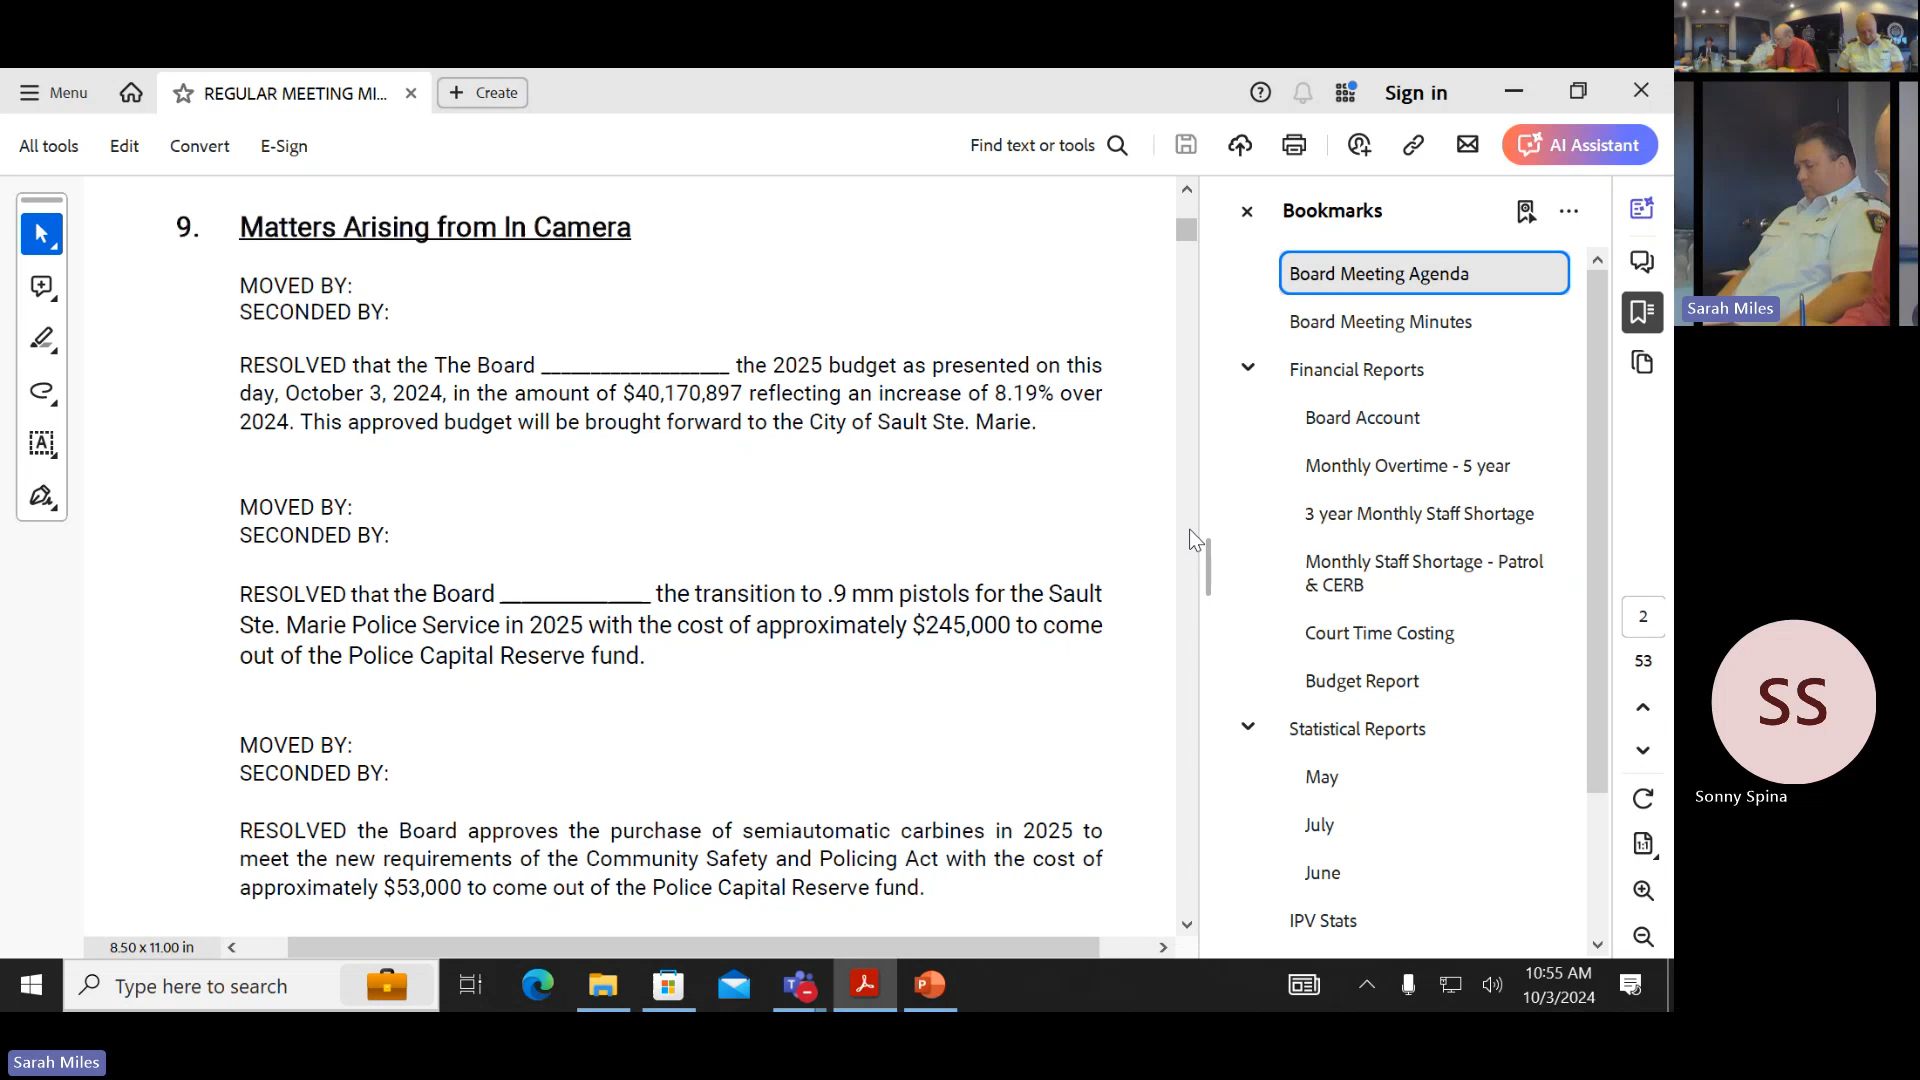 Menu
REGULAR MEETING MI...
Create
Sign in
All tools
Edit
Convert
E-Sign
Find text or tools
AI Assistant
9. Matters Arising from In Camera
MOVED BY:
SECONDED BY:
RESOLVED that the The Board ___________________ the 2025 budget as presented on this
day, October 3, 2024, in the amount of $40,170,897 reflecting an increase of 8.19% over
2024. This approved budget will be brought forward to the City of Sault Ste. Marie.
MOVED BY:
SECONDED BY:
RESOLVED that the Board ______________ the transition to .9 mm pistols for the Sault
Ste. Marie Police Service in 2025 with the cost of approximately $245,000 to come
out of the Police Capital Reserve fund.
MOVED BY:
SECONDED BY:
RESOLVED the Board approves the purchase of semiautomatic carbines in 2025 to
meet the new requirements of the Community Safety and Policing Act with the cost of
approximately $53,000 to come out of the Police Capital Reserve fund.
8.50 x 11.00 in
Bookmarks
Board Meeting Agenda
Board Meeting Minutes
Financial Reports
Board Account
Monthly Overtime - 5 year
3 year Monthly Staff Shortage
Monthly Staff Shortage - Patrol
& CERB
Court Time Costing
Budget Report
Statistical Reports
May
July
June
IPV Stats
2
53
1:1
Type here to search
10:55 AM
10/3/2024
Sarah Miles
SS
Sonny Spina
Sarah Miles